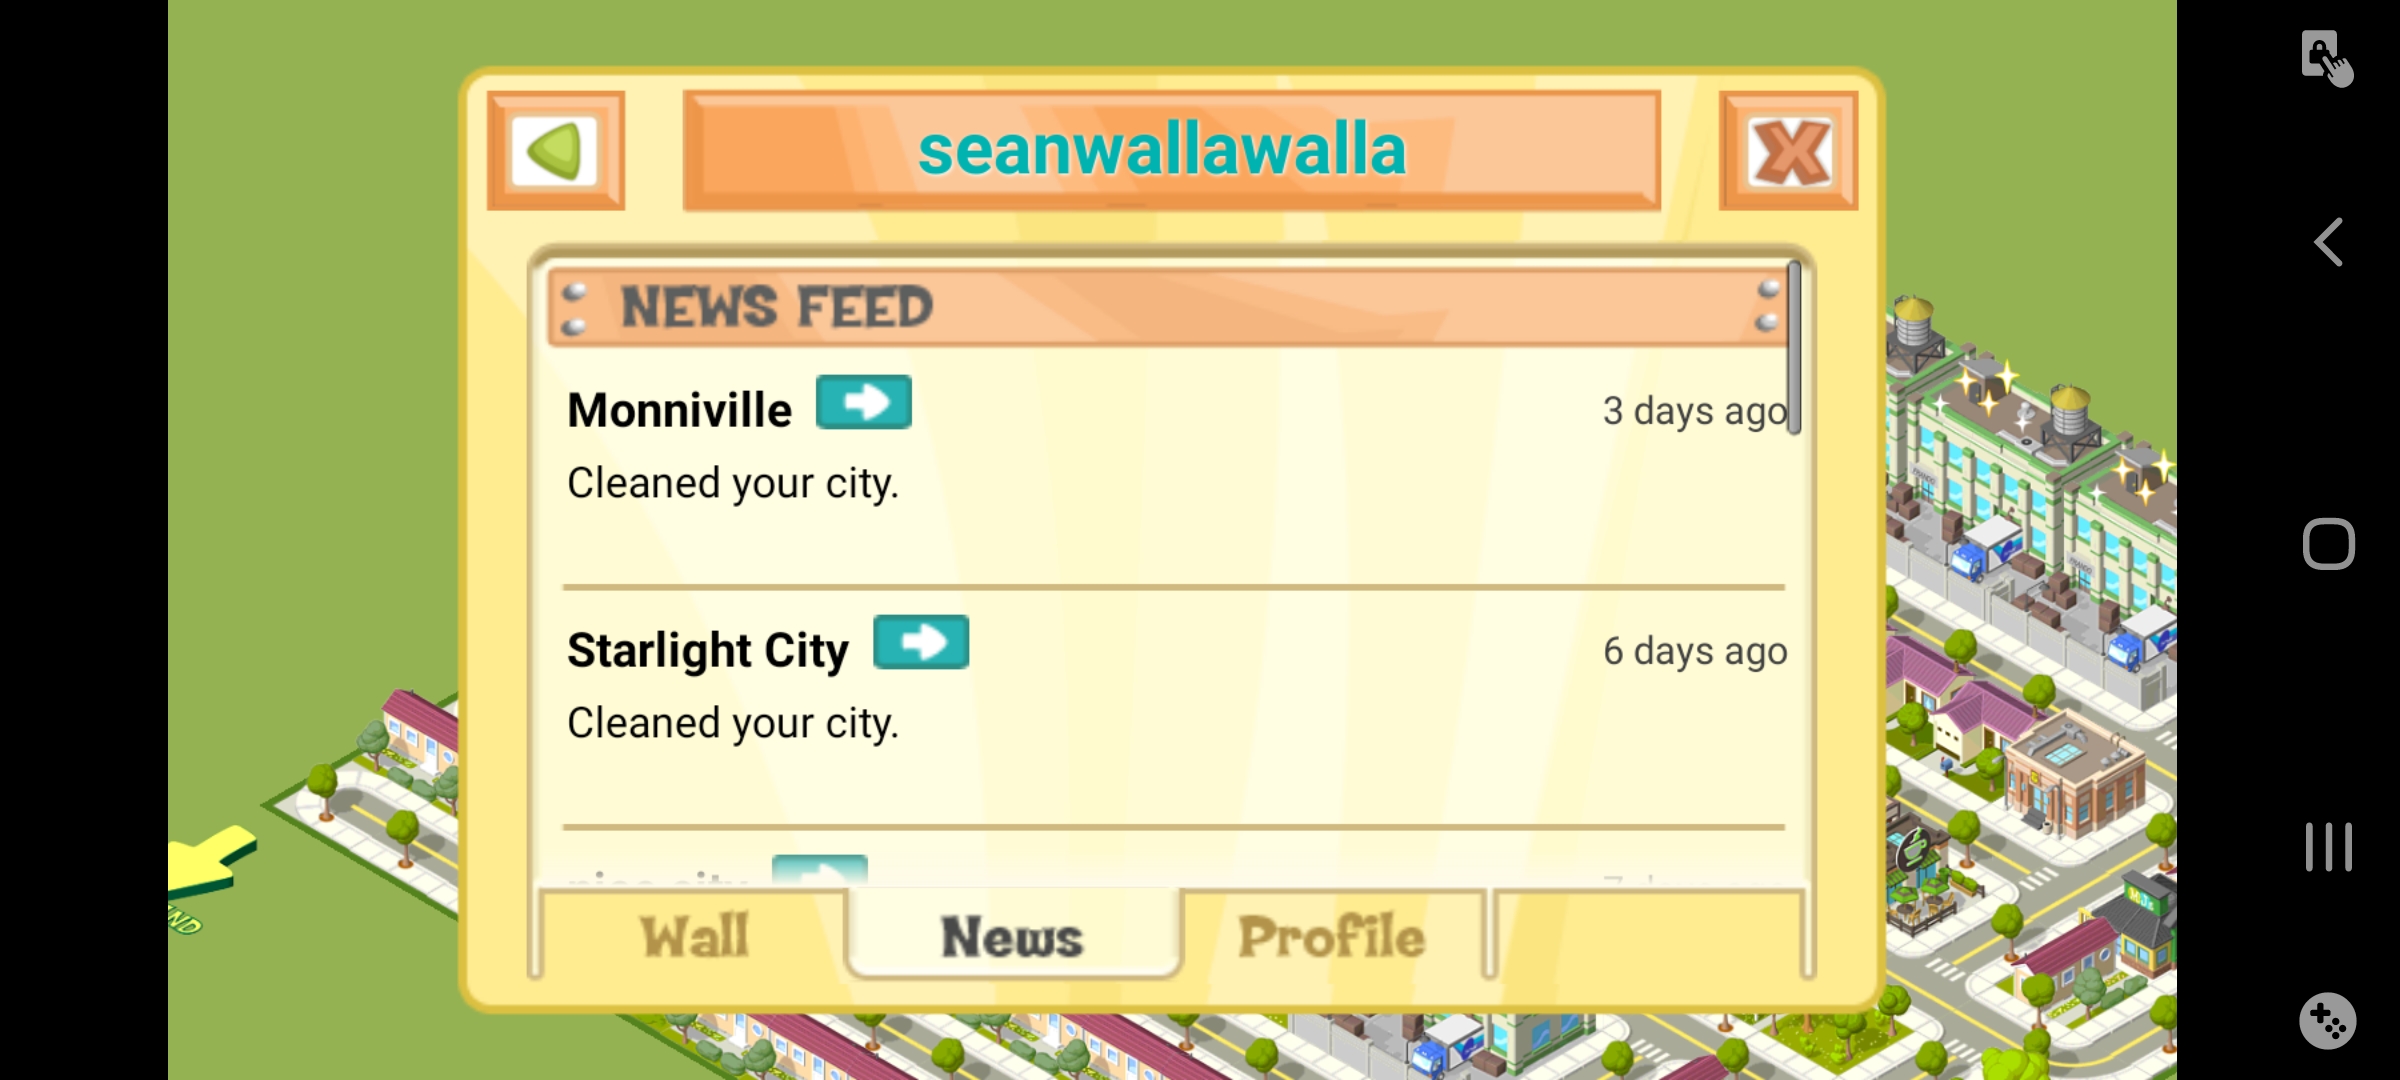 seanwallawalla
NEWS FEED
Monniville
3 days ago
Cleaned your city.
Starlight City
6 days ago
Cleaned your city.
Wall
News
Profile